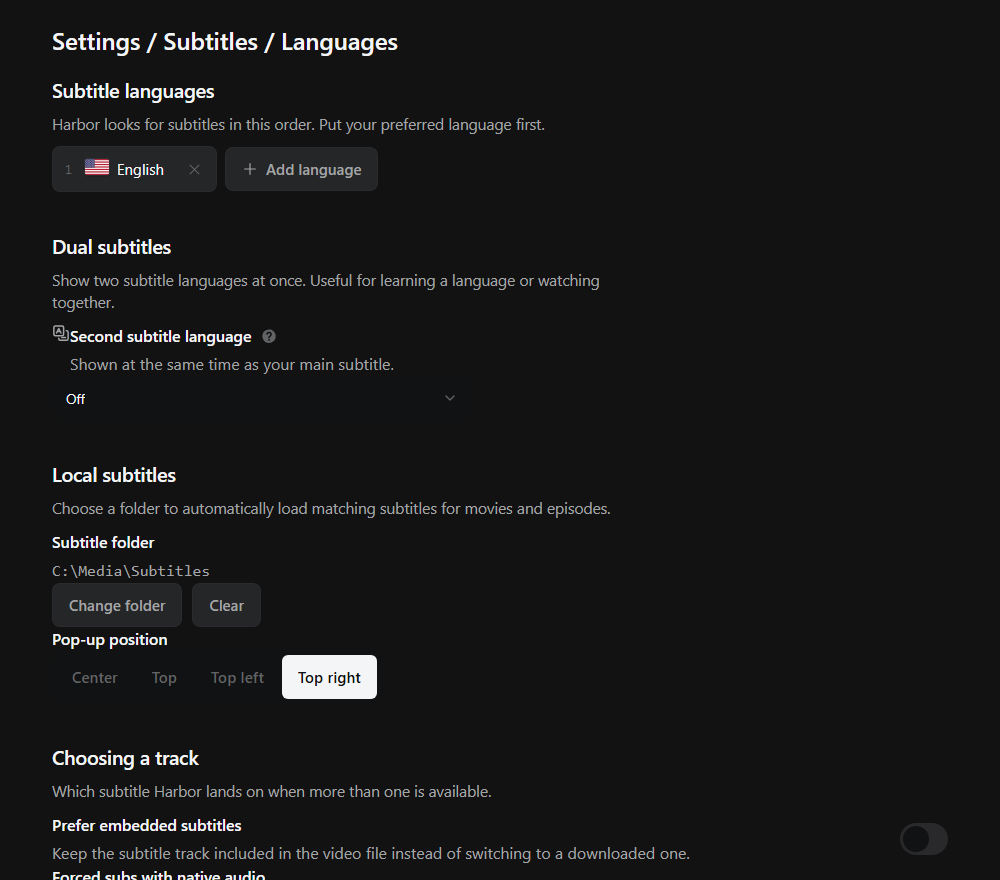 Settings / Subtitles / Languages
Subtitle languages
Harbor looks for subtitles in this order. Put your preferred language first.
1 English
Add language
Dual subtitles
Show two subtitle languages at once. Useful for learning a language or watching
together.
Second subtitle language ?
Shown at the same time as your main subtitle.
Off
Local subtitles
Choose a folder to automatically load matching subtitles for movies and episodes.
Subtitle folder
C:\Media\Subtitles
Change folder Clear
Pop-up position
Center Top Top left Top right
Choosing a track
Which subtitle Harbor lands on when more than one is available.
Prefer embedded subtitles
Keep the subtitle track included in the video file instead of switching to a downloaded one.
Forced subs with native audio